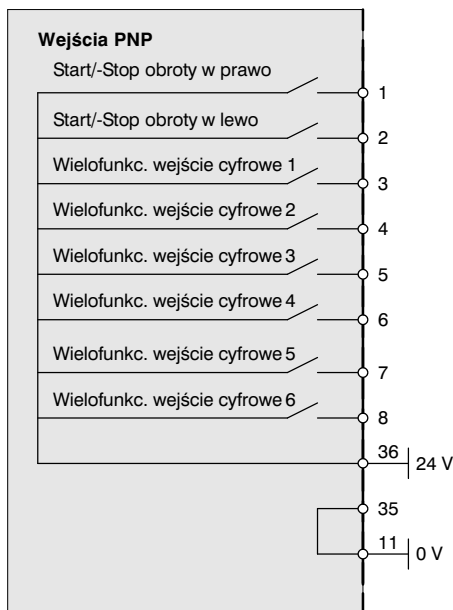 Wejścia PNP
Start/-Stop obroty w prawo
1
Start/-Stop obroty w lewo
2
Wielofunkc. wejście cyfrowe 1
3
Wielofunkc. wejście cyfrowe 2
4
Wielofunkc. wejście cyfrowe 3
5
Wielofunkc. wejście cyfrowe 4
6
Wielofunkc. wejście cyfrowe 5
7
Wielofunkc. wejście cyfrowe 6
8
36
24 V
35
11
0 V